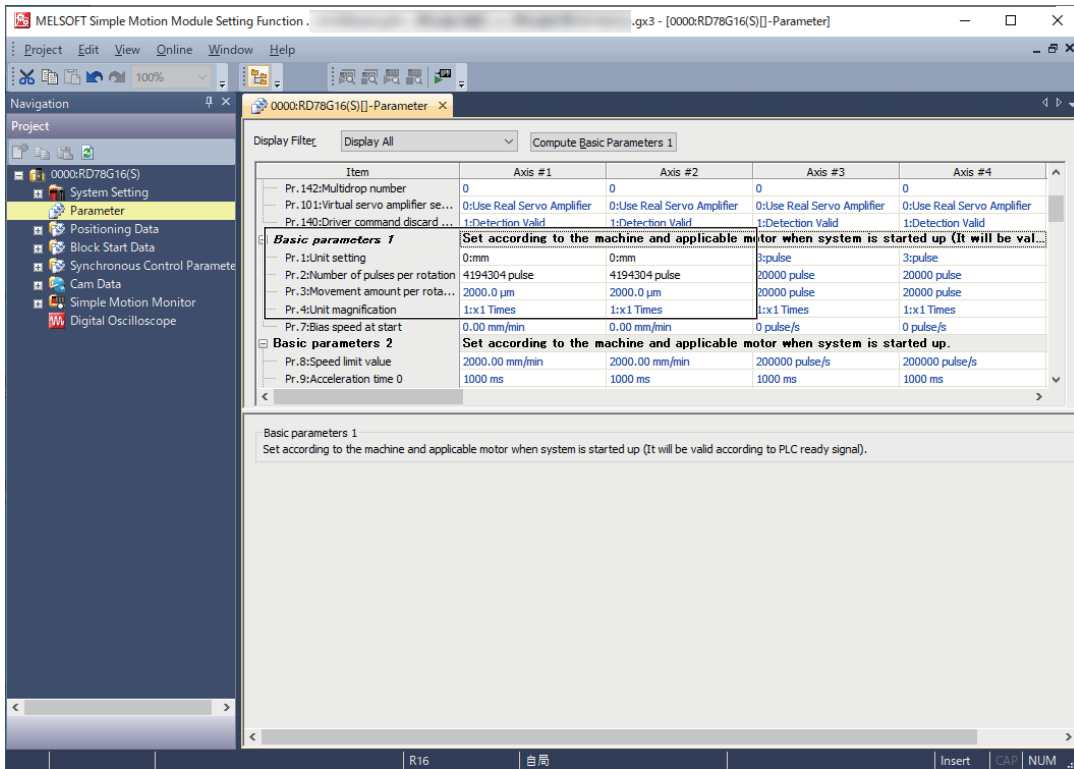 MELSOFT Simple Motion Module Setting Function . .gx3 - [0000:RD78G16(S)[]-Parameter]
Project Edit View Online Window Help
100%
Navigation
Project
0000:RD78G16(S)
System Setting
Parameter
Positioning Data
Block Start Data
Synchronous Control Paramete
Cam Data
Simple Motion Monitor
Digital Oscilloscope
0000:RD78G16(S)[]-Parameter
Display Filter Display All Compute Basic Parameters 1
Item Axis #1 Axis #2 Axis #3 Axis #4
Pr.142:Multidrop number 0 0 0 0
Pr.101:Virtual servo amplifier se... 0:Use Real Servo Amplifier 0:Use Real Servo Amplifier 0:Use Real Servo Amplifier 0:Use Real Servo Amplifier
Pr.140:Driver command discard ... 1:Detection Valid 1:Detection Valid 1:Detection Valid 1:Detection Valid
Basic parameters 1 Set according to the machine and applicable motor when system is started up (It will be val...
Pr.1:Unit setting 0:mm 0:mm 3:pulse 3:pulse
Pr.2:Number of pulses per rotation 4194304 pulse 4194304 pulse 20000 pulse 20000 pulse
Pr.3:Movement amount per rota... 2000.0 µm 2000.0 µm 20000 pulse 20000 pulse
Pr.4:Unit magnification 1:x1 Times 1:x1 Times 1:x1 Times 1:x1 Times
Pr.7:Bias speed at start 0.00 mm/min 0.00 mm/min 0 pulse/s 0 pulse/s
Basic parameters 2 Set according to the machine and applicable motor when system is started up.
Pr.8:Speed limit value 2000.00 mm/min 2000.00 mm/min 200000 pulse/s 200000 pulse/s
Pr.9:Acceleration time 0 1000 ms 1000 ms 1000 ms 1000 ms
Basic parameters 1
Set according to the machine and applicable motor when system is started up (It will be valid according to PLC ready signal).
R16 自局 Insert CAP NUM